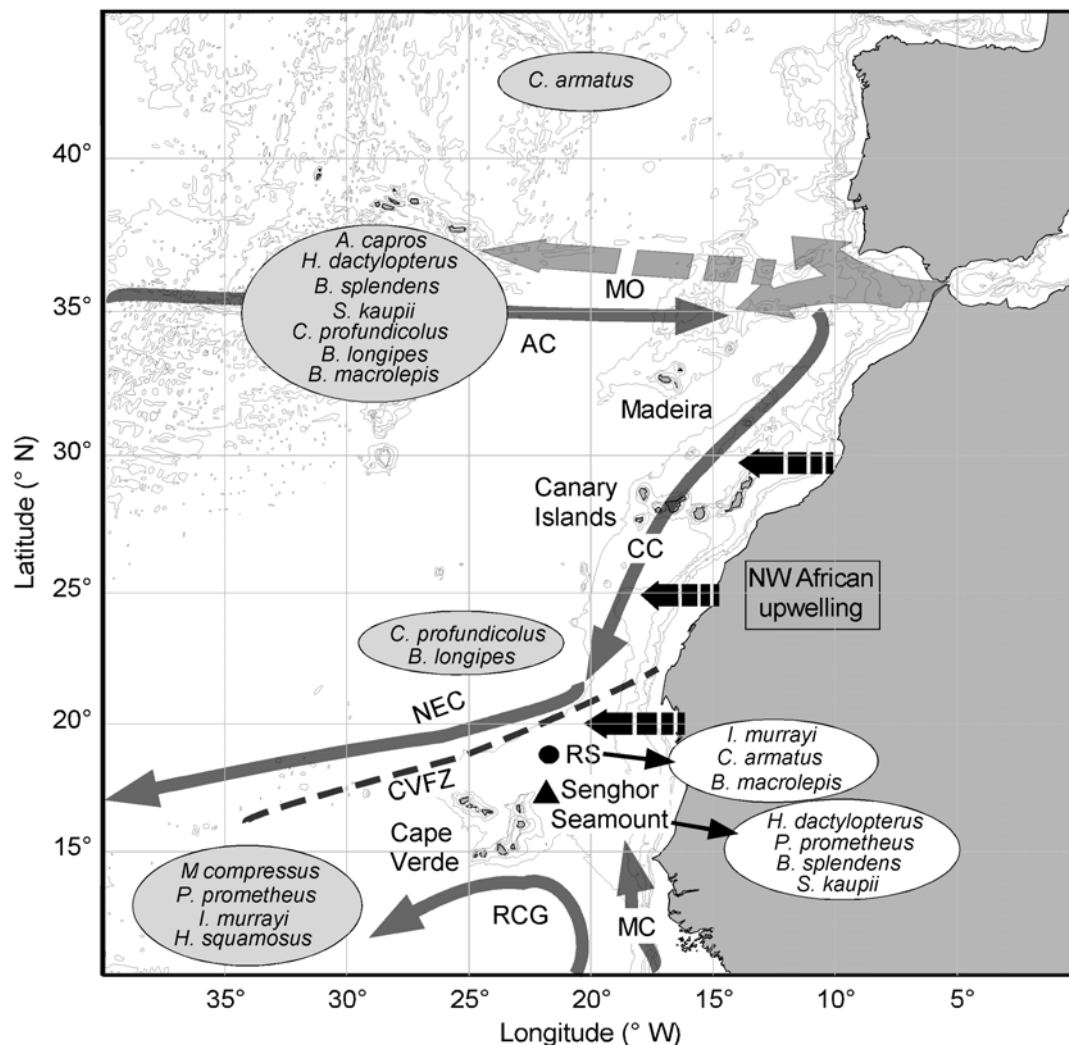 C. armatus
40°
A. capros
H. dactylopterus
B. splendens
S. kaupii
C. profundicolus
B. longipes
B. macrolepis
MO
35°
AC
Madeira
30°
Canary
Islands
CC
Latitude (° N)
25°
NW African
upwelling
C. profundicolus
B. longipes
NEC
20°
CVFZ
RS
I. murrayi
C. armatus
B. macrolepis
Senghor
Seamount
Cape
Verde
H. dactylopterus
P. prometheus
B. splendens
S. kaupii
15°
M compressus
P. prometheus
I. murrayi
H. squamosus
RCG
MC
35°
30°
25°
20°
15°
10°
5°
Longitude (° W)